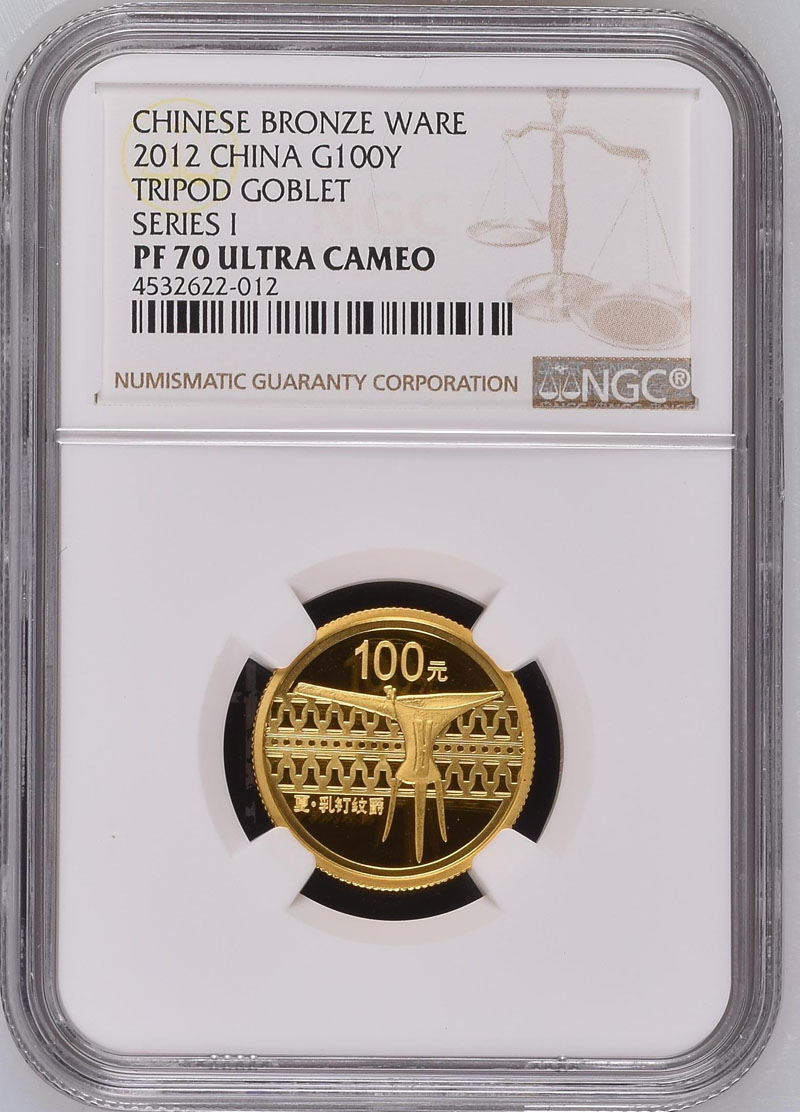 CHINESE BRONZE WARE
2012 CHINA G100Y
TRIPOD GOBLET
SERIES I
PF 70 ULTRA CAMEO
4532622-012
NUMISMATIC GUARANTY CORPORATION
NGC®
100元
夏·乳钉纹爵